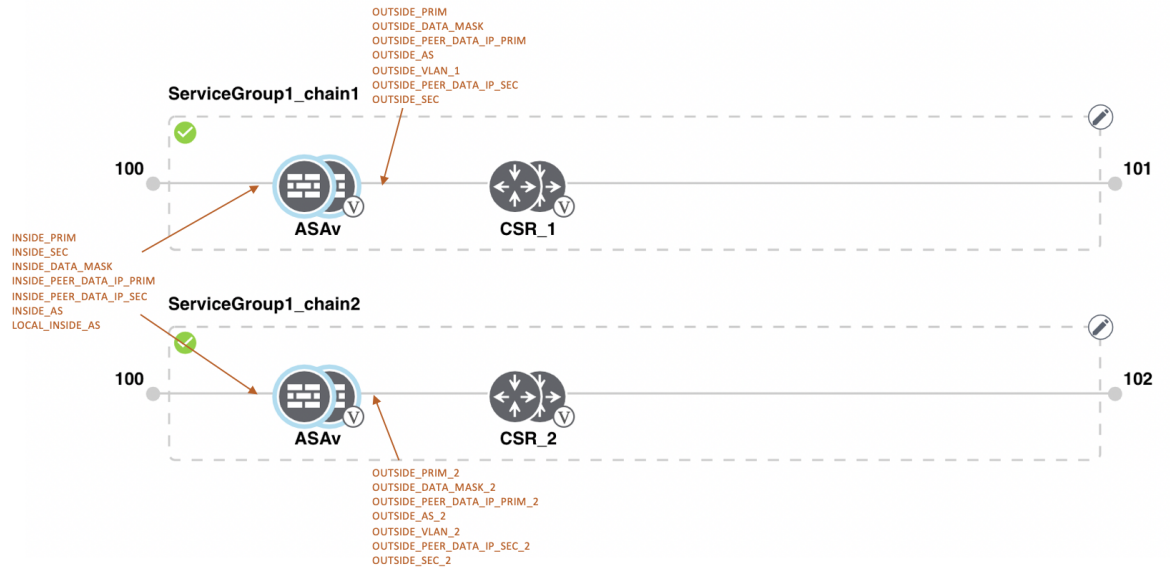 OUTSIDE_PRIM
OUTSIDE_DATA_MASK
OUTSIDE_PEER_DATA_IP_PRIM
OUTSIDE_AS
OUTSIDE_VLAN_1
OUTSIDE_PEER_DATA_IP_SEC
OUTSIDE_SEC
ServiceGroup1_chain1
100
101
V
V
ASAv
CSR_1
INSIDE_PRIM
INSIDE_SEC
INSIDE_DATA_MASK
INSIDE_PEER_DATA_IP_PRIM
INSIDE_PEER_DATA_IP_SEC
INSIDE_AS
LOCAL_INSIDE_AS
ServiceGroup1_chain2
100
102
V
V
ASAv
CSR_2
OUTSIDE_PRIM_2
OUTSIDE_DATA_MASK_2
OUTSIDE_PEER_DATA_IP_PRIM_2
OUTSIDE_AS_2
OUTSIDE_VLAN_2
OUTSIDE_PEER_DATA_IP_SEC_2
OUTSIDE_SEC_2